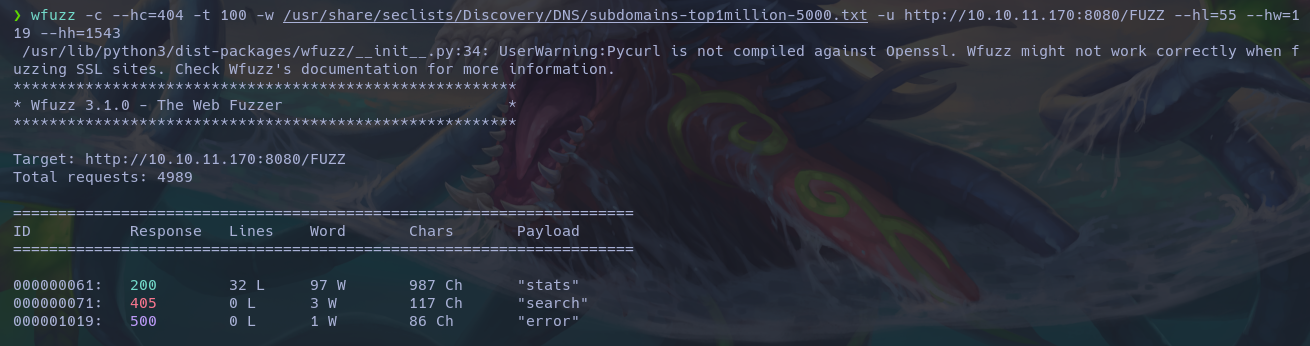 ❯ wfuzz -c --hc=404 -t 100 -w /usr/share/seclists/Discovery/DNS/subdomains-top1million-5000.txt -u http://10.10.11.170:8080/FUZZ --hl=55 --hw=1
19 --hh=1543
 /usr/lib/python3/dist-packages/wfuzz/__init__.py:34: UserWarning:Pycurl is not compiled against Openssl. Wfuzz might not work correctly when f
uzzing SSL sites. Check Wfuzz's documentation for more information.
********************************************************
* Wfuzz 3.1.0 - The Web Fuzzer                         *
********************************************************
Target: http://10.10.11.170:8080/FUZZ
Total requests: 4989
=====================================================================
ID           Response   Lines    Word       Chars       Payload
=====================================================================
000000061:   200        32 L     97 W       987 Ch      "stats"
000000071:   405        0 L      3 W        117 Ch      "search"
000001019:   500        0 L      1 W        86 Ch       "error"